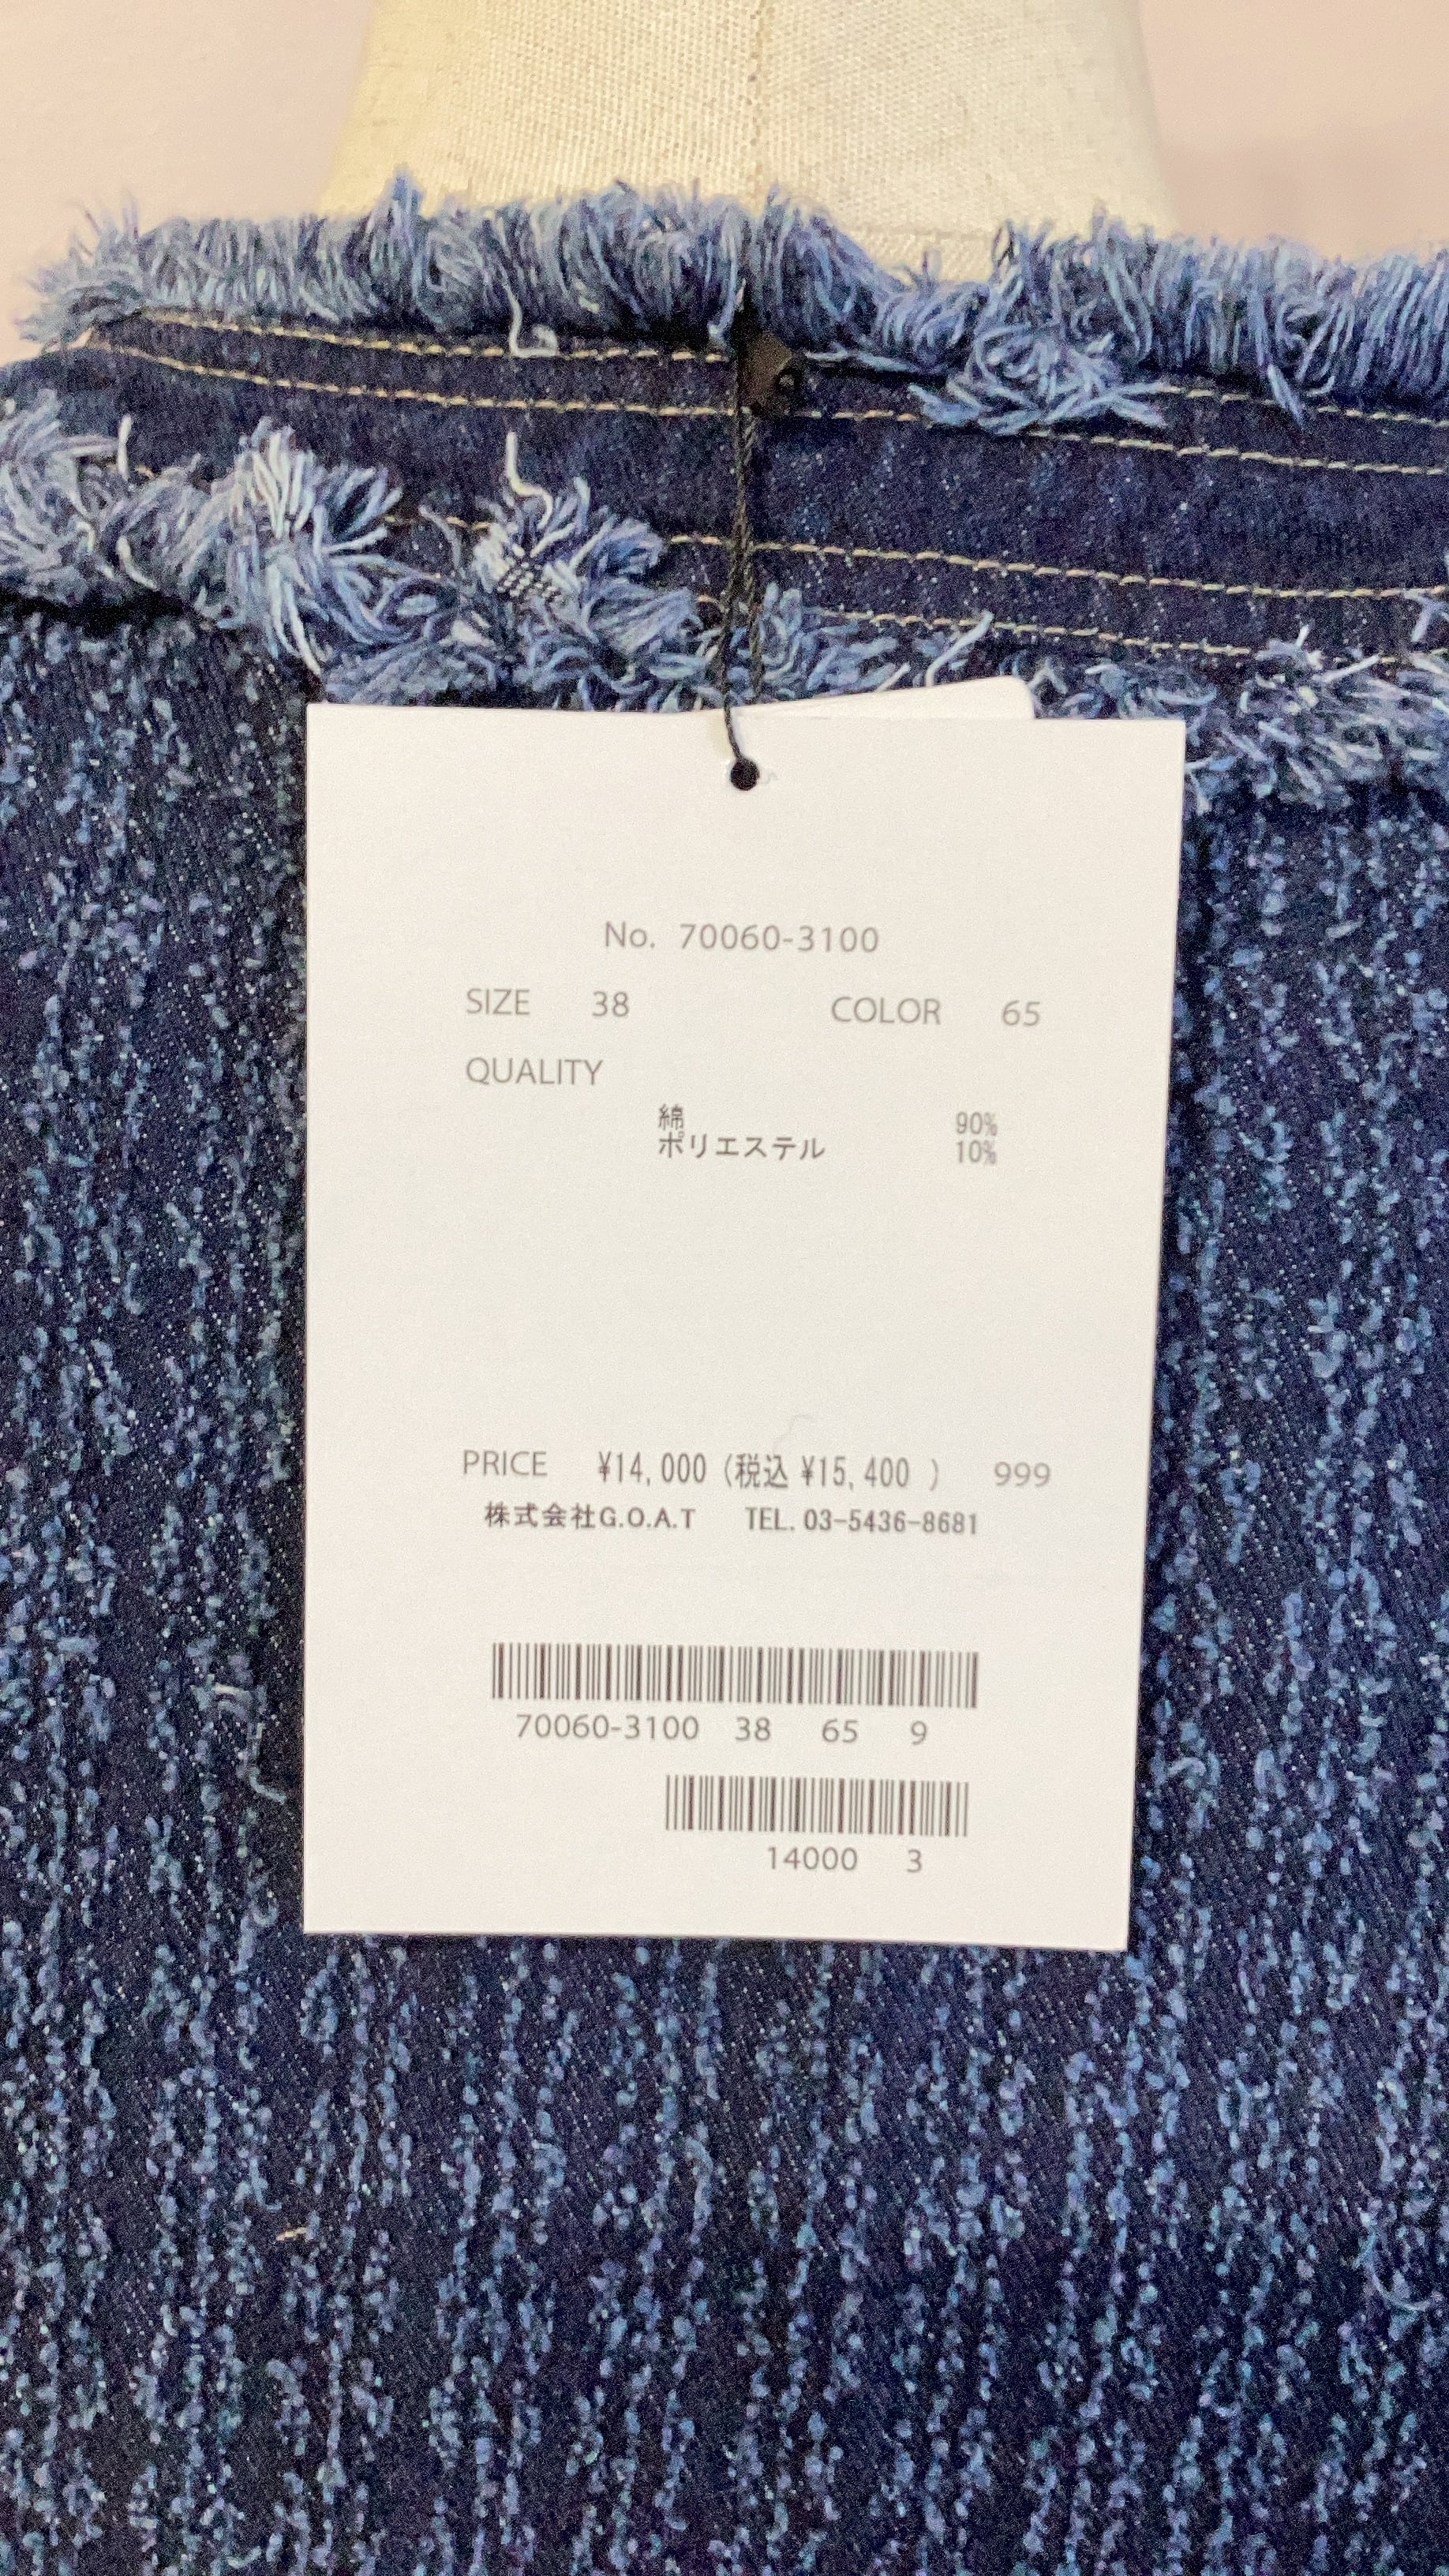 No. 70060-3100
SIZE 38 COLOR 65
QUALITY
綿 90%
ポリエステル 10%
PRICE ¥14,000 (税込 ¥15,400 ) 999
株式会社G.O.A.T TEL. 03-5436-8681
70060-3100 38 65 9
14000 3